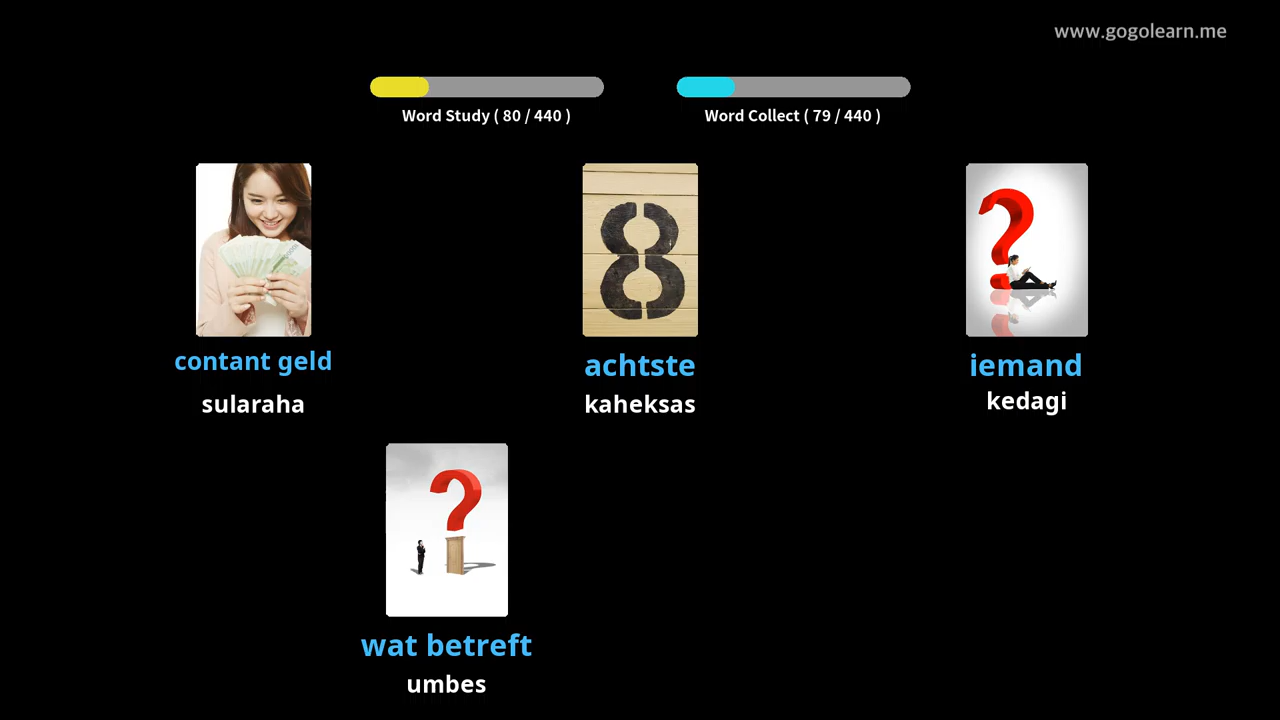 www.gogolearn.me
Word Study ( 80 / 440 )
Word Collect ( 79 / 440 )
8
contant geld
achtste
iemand
sularaha
kaheksas
kedagi
wat betreft
umbes